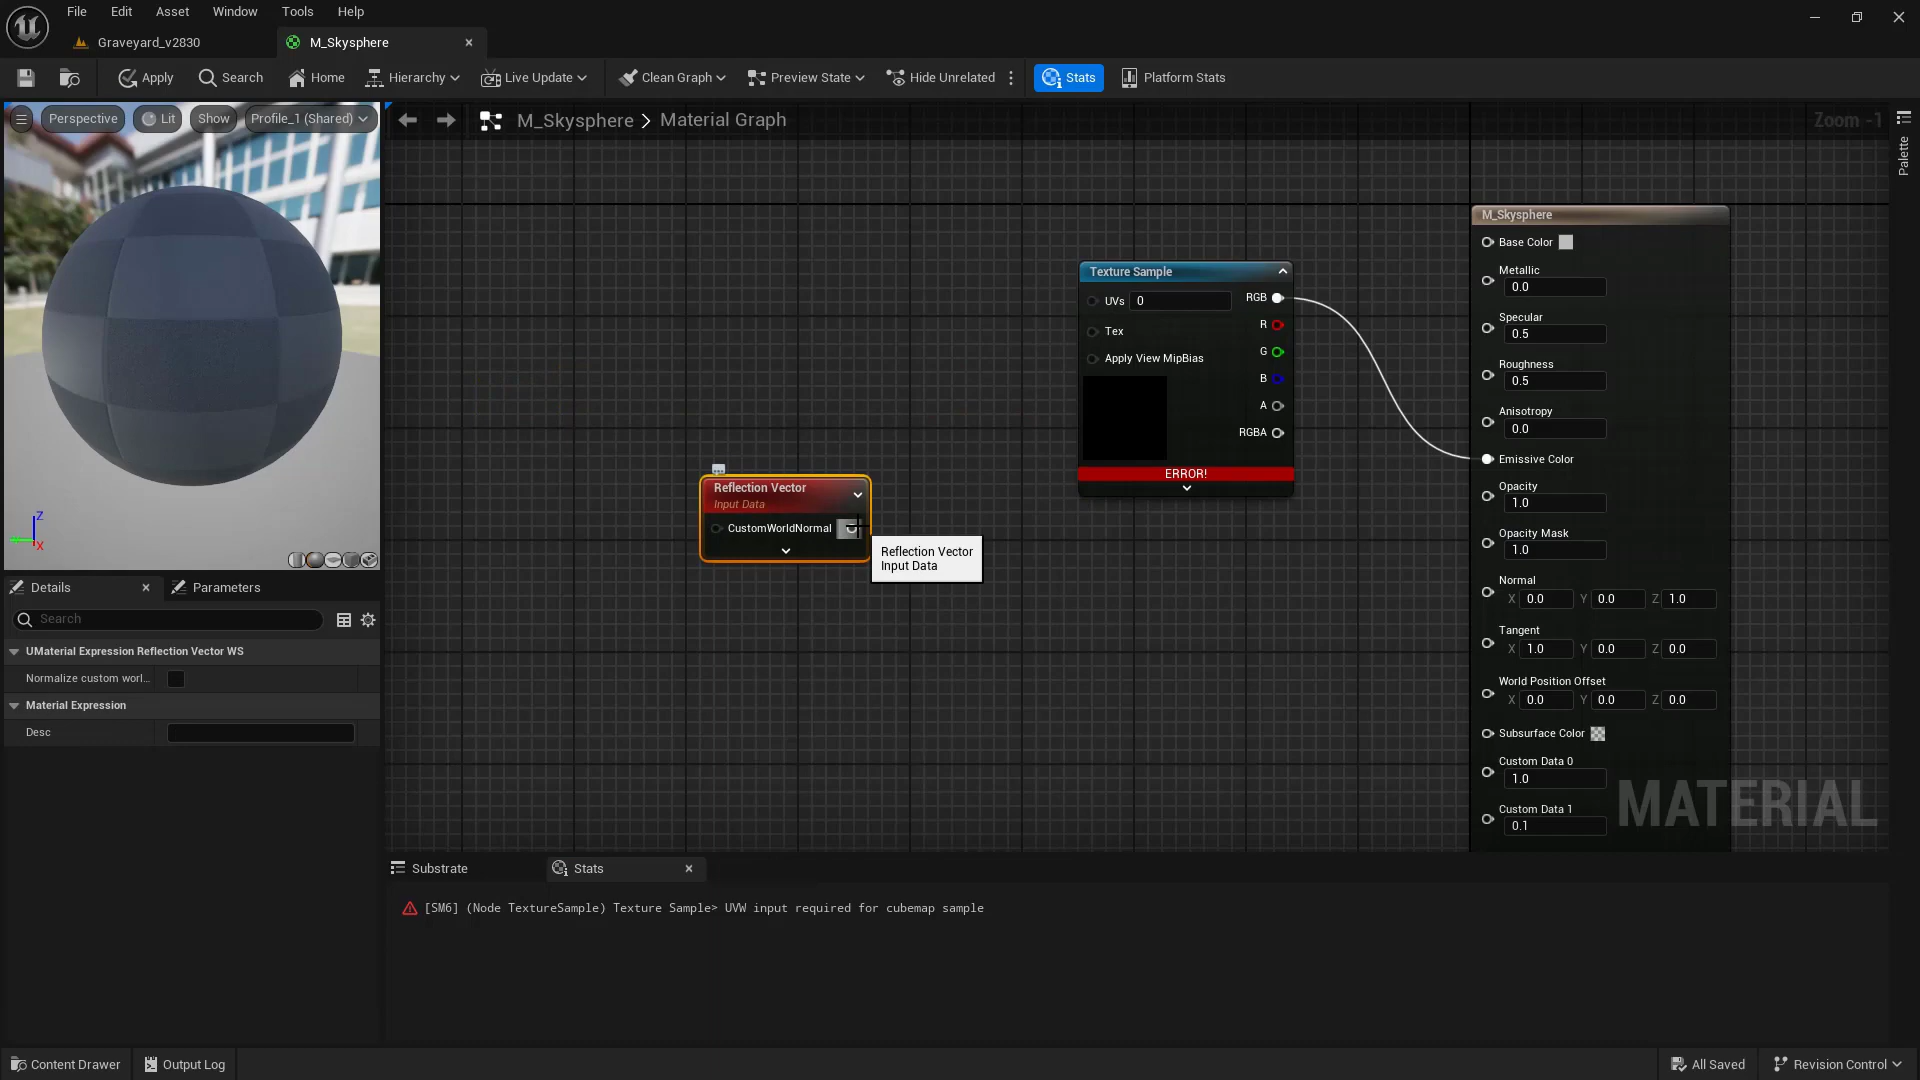 File Edit Asset Window Tools Help
Graveyard_v2830
M_Skysphere
Apply Search Home Hierarchy Live Update Clean Graph Preview State Hide Unrelated Stats Platform Stats
Perspective Lit Show Profile_1 (Shared)
M_Skysphere > Material Graph
Zoom -1
Palette
Z
X
Details
Parameters
Search
UMaterial Expression Reflection Vector WS
Normalize custom worl...
Material Expression
Desc
Texture Sample
UVs 0
RGB
R
Tex
G
Apply View MipBias
B
A
RGBA
ERROR!
Reflection Vector
Input Data
CustomWorldNormal
Reflection Vector
Input Data
M_Skysphere
Base Color
Metallic
0.0
Specular
0.5
Roughness
0.5
Anisotropy
0.0
Emissive Color
Opacity
1.0
Opacity Mask
1.0
Normal
X 0.0 Y 0.0 Z 1.0
Tangent
X 1.0 Y 0.0 Z 0.0
World Position Offset
X 0.0 Y 0.0 Z 0.0
Subsurface Color
Custom Data 0
1.0
Custom Data 1
0.1
MATERIAL
Substrate
Stats
[SM6] (Node TextureSample) Texture Sample> UVW input required for cubemap sample
Content Drawer
Output Log
All Saved
Revision Control